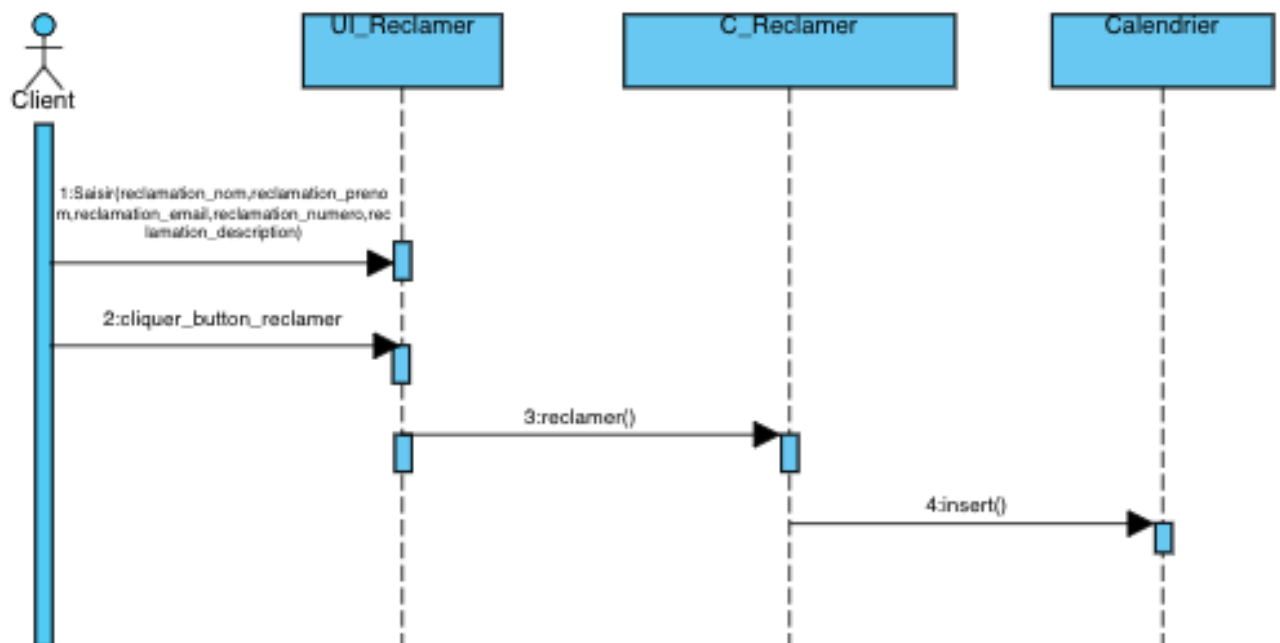 UI_Reclamer
C_Reclamer
Calendrier
Client
1:Saisir(reclamation_nom,reclamation_preno
m,reclamation_email,reclamation_numero,rec
lamation_description)
2:cliquer_button_reclamer
3:reclamer()
4:insert()